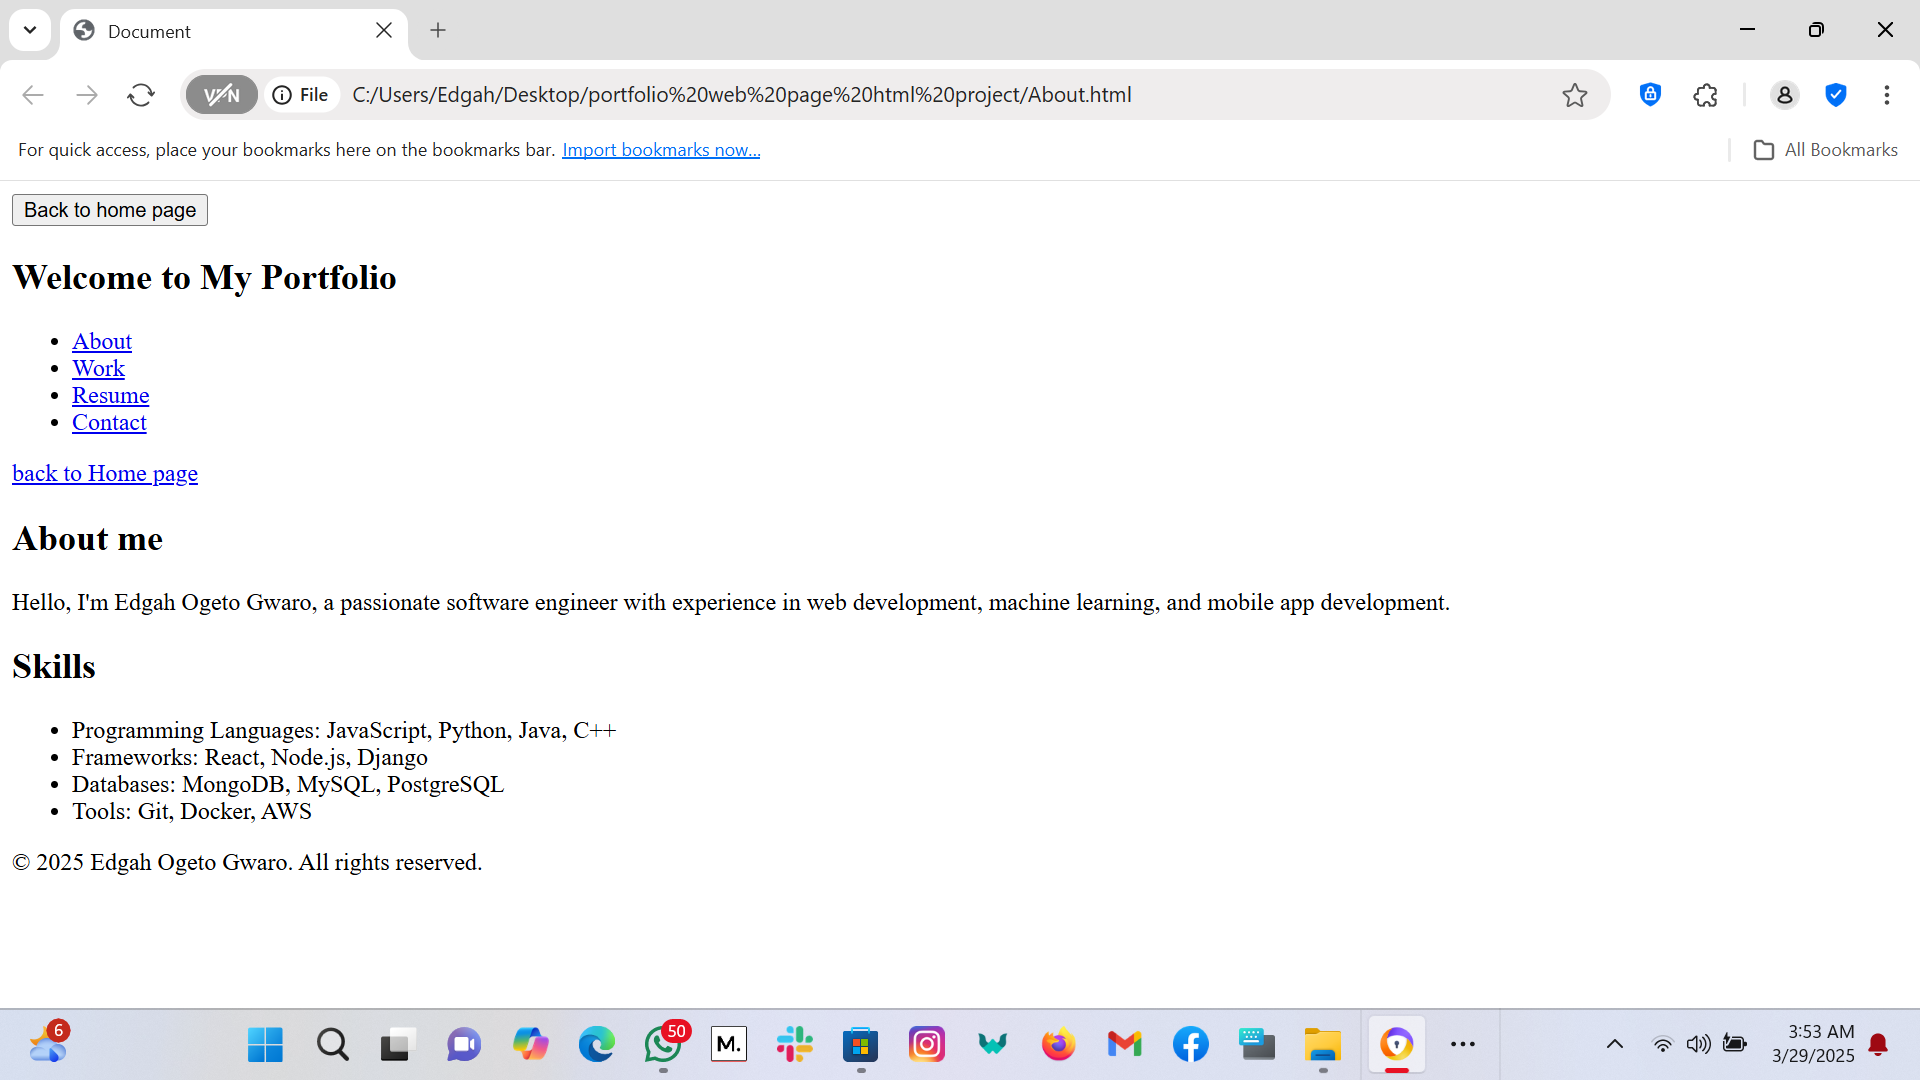 Document
VPN
File
C:/Users/Edgah/Desktop/portfolio%20web%20page%20html%20project/About.html
For quick access, place your bookmarks here on the bookmarks bar. Import bookmarks now...
All Bookmarks
Back to home page
Welcome to My Portfolio
About
Work
Resume
Contact
back to Home page
About me
Hello, I'm Edgah Ogeto Gwaro, a passionate software engineer with experience in web development, machine learning, and mobile app development.
Skills
Programming Languages: JavaScript, Python, Java, C++
Frameworks: React, Node.js, Django
Databases: MongoDB, MySQL, PostgreSQL
Tools: Git, Docker, AWS
© 2025 Edgah Ogeto Gwaro. All rights reserved.
6
50
M.
3:53 AM
3/29/2025